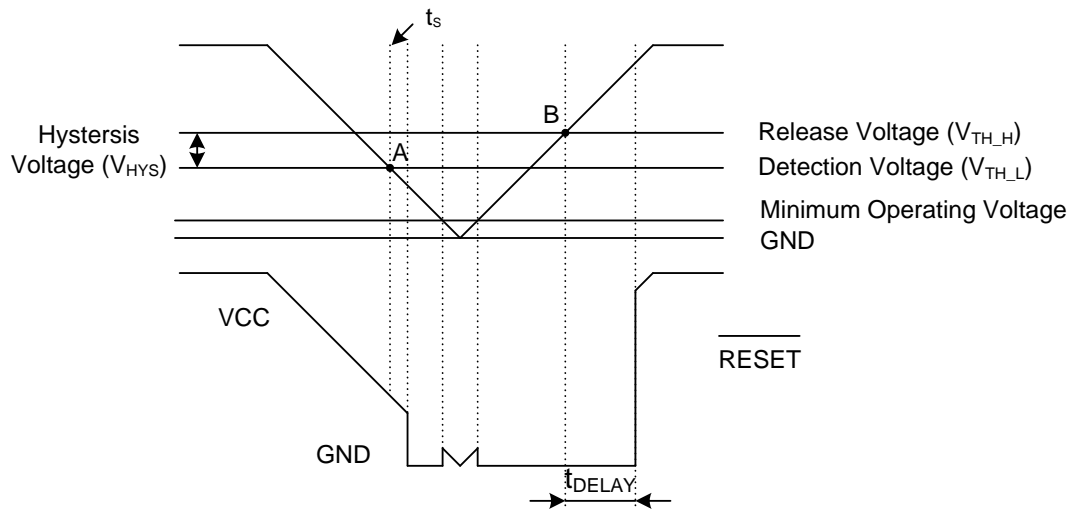 tS
B
Hystersis
Voltage (VHYS)
A
Release Voltage (VTH_H)
Detection Voltage (VTH_L)
Minimum Operating Voltage
GND
VCC
RESET
GND
tDELAY